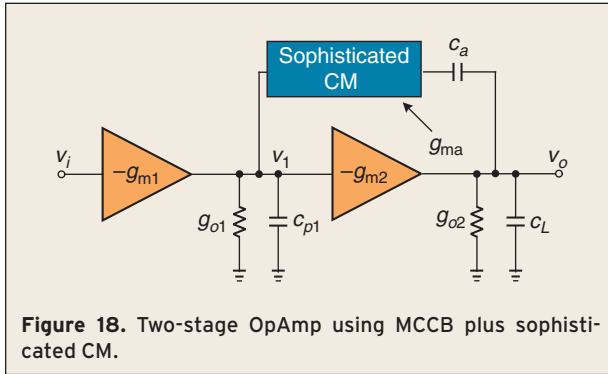 Sophisticated
CM
c_a
g_ma
v_i
v_1
v_o
−g_m1
−g_m2
g_o1
c_p1
g_o2
c_L
Figure 18. Two-stage OpAmp using MCCB plus sophisti-
cated CM.